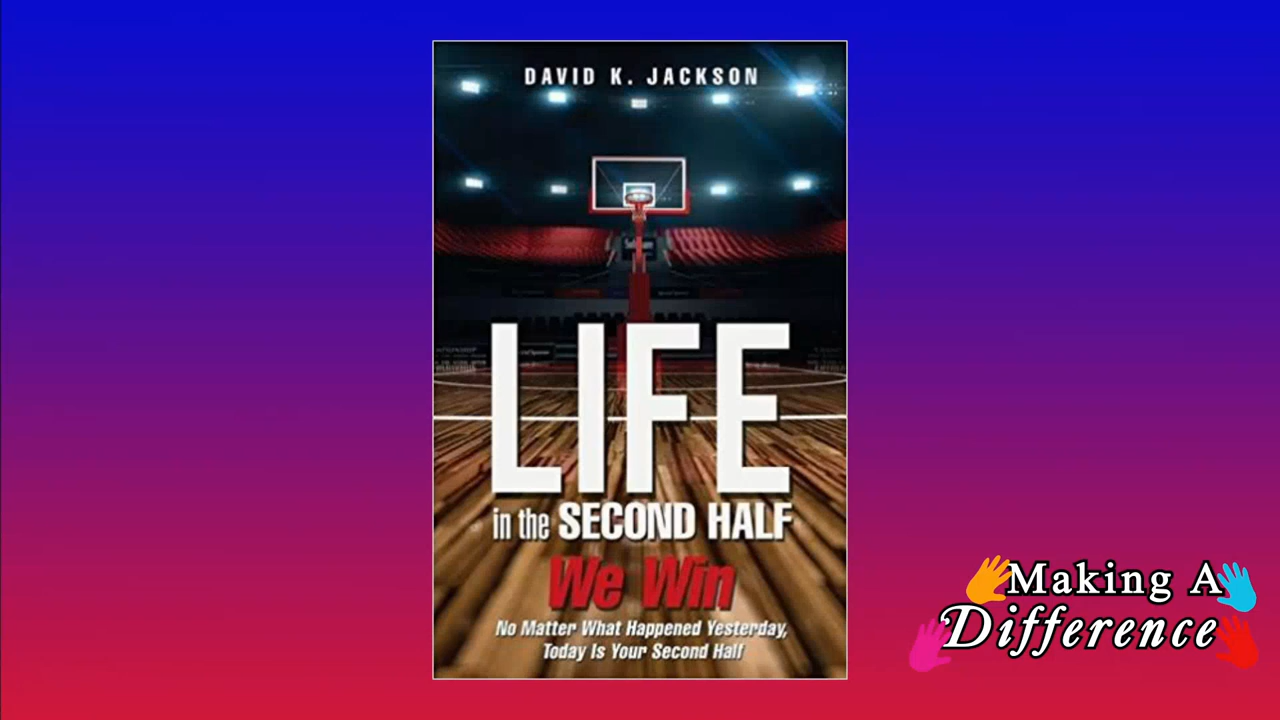 DAVID K. JACKSON
LIFE
in the SECOND HALF
We Win
No Matter What Happened Yesterday,
Today Is Your Second Half
Making A
Difference